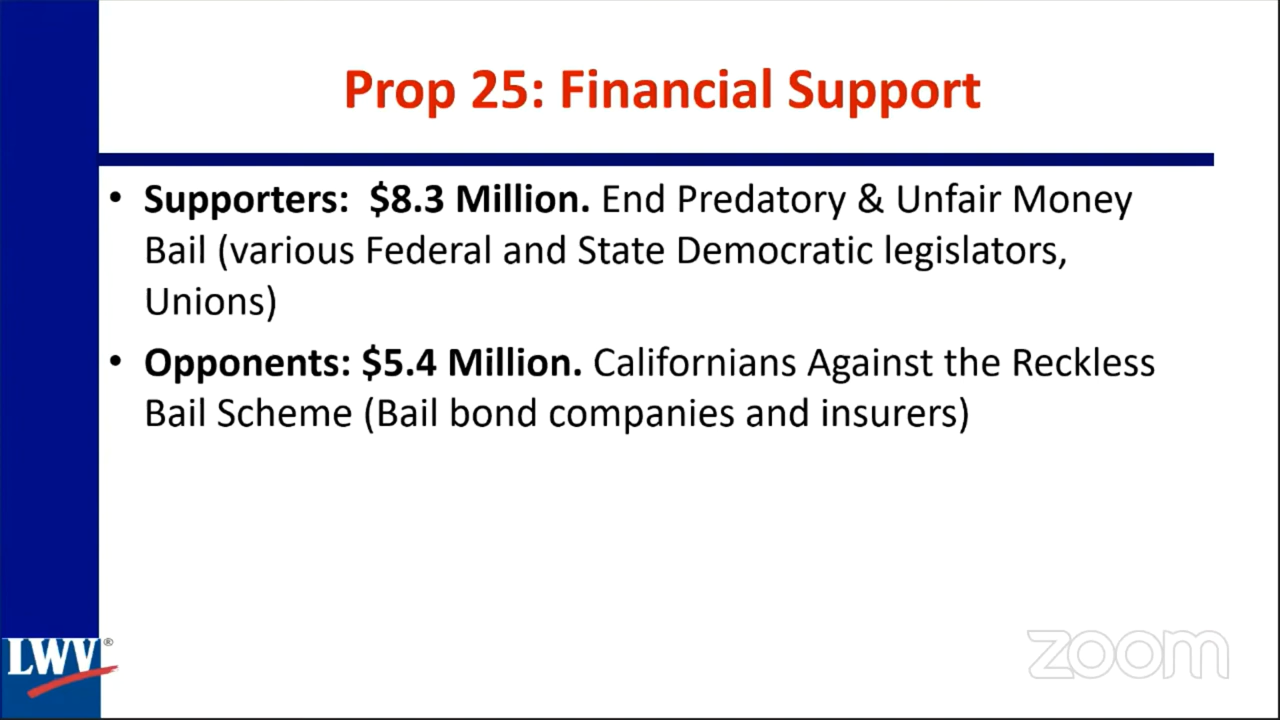 Prop 25: Financial Support
• Supporters:  $8.3 Million. End Predatory & Unfair Money
Bail (various Federal and State Democratic legislators,
Unions)
• Opponents: $5.4 Million. Californians Against the Reckless
Bail Scheme (Bail bond companies and insurers)
LWV®
zoom